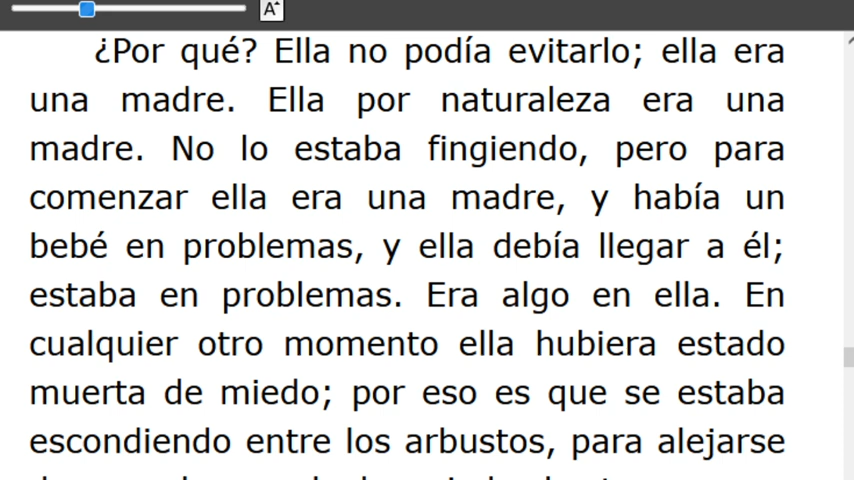 A
¿Por qué? Ella no podía evitarlo; ella era
una madre. Ella por naturaleza era una
madre. No lo estaba fingiendo, pero para
comenzar ella era una madre, y había un
bebé en problemas, y ella debía llegar a él;
estaba en problemas. Era algo en ella. En
cualquier otro momento ella hubiera estado
muerta de miedo; por eso es que se estaba
escondiendo entre los arbustos, para alejarse